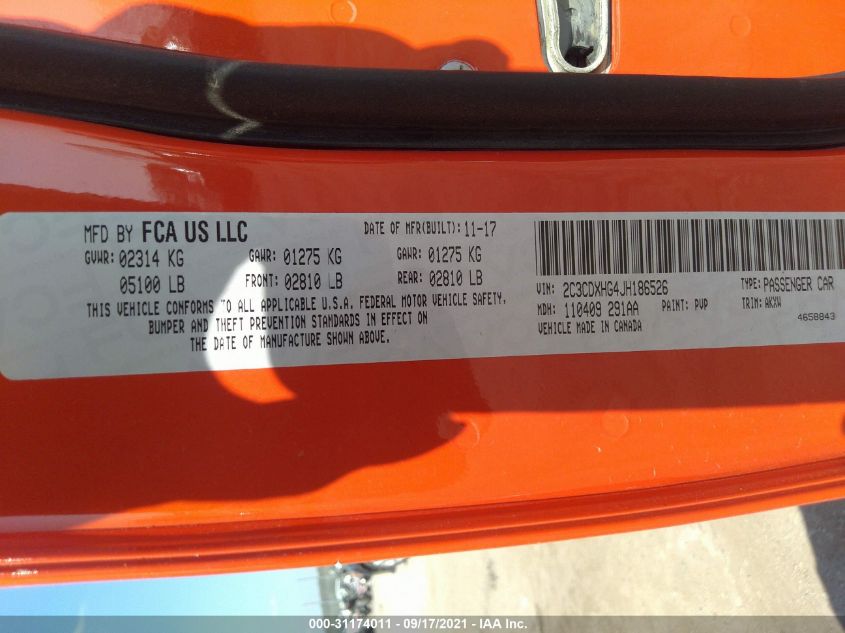 MFD BY FCA US LLC
DATE OF MFR(BUILT): 11-17
GVWR: 02314 KG GAWR: 01275 KG GAWR: 01275 KG
05100 LB FRONT: 02810 LB REAR: 02810 LB
THIS VEHICLE CONFORMS TO ALL APPLICABLE U.S.A. FEDERAL MOTOR VEHICLE SAFETY,
BUMPER AND THEFT PREVENTION STANDARDS IN EFFECT ON
THE DATE OF MANUFACTURE SHOWN ABOVE.
VIN: 2C3CDXHG4JH186526 TYPE: PASSENGER CAR
MDH: 110409 291AA PAINT: PVP TRIM: AKXW
VEHICLE MADE IN CANADA 4658843
000-31174011 - 09/17/2021 - IAA Inc.